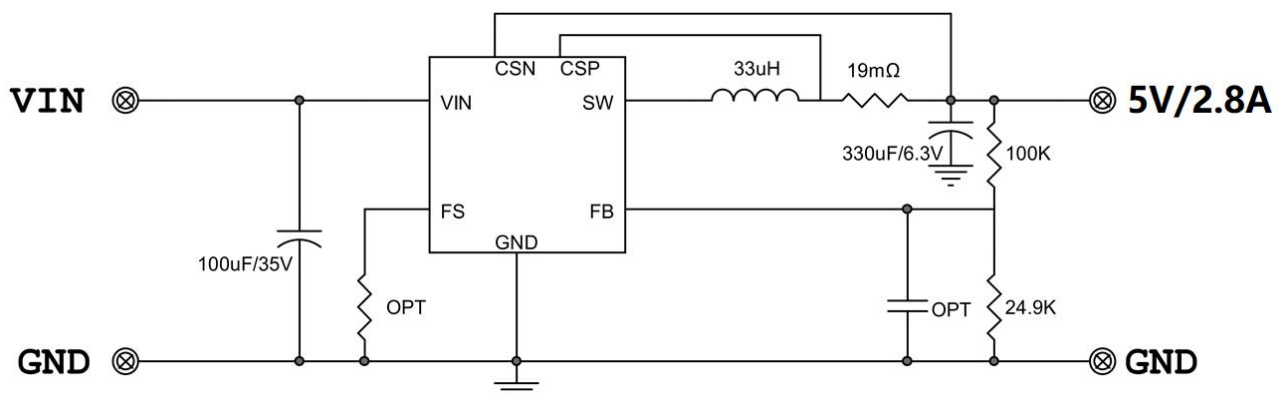 CSN CSP
33uH 19mΩ
VIN VIN SW 5V/2.8A
330uF/6.3V 100K
FS FB
GND
100uF/35V
OPT OPT 24.9K
GND GND